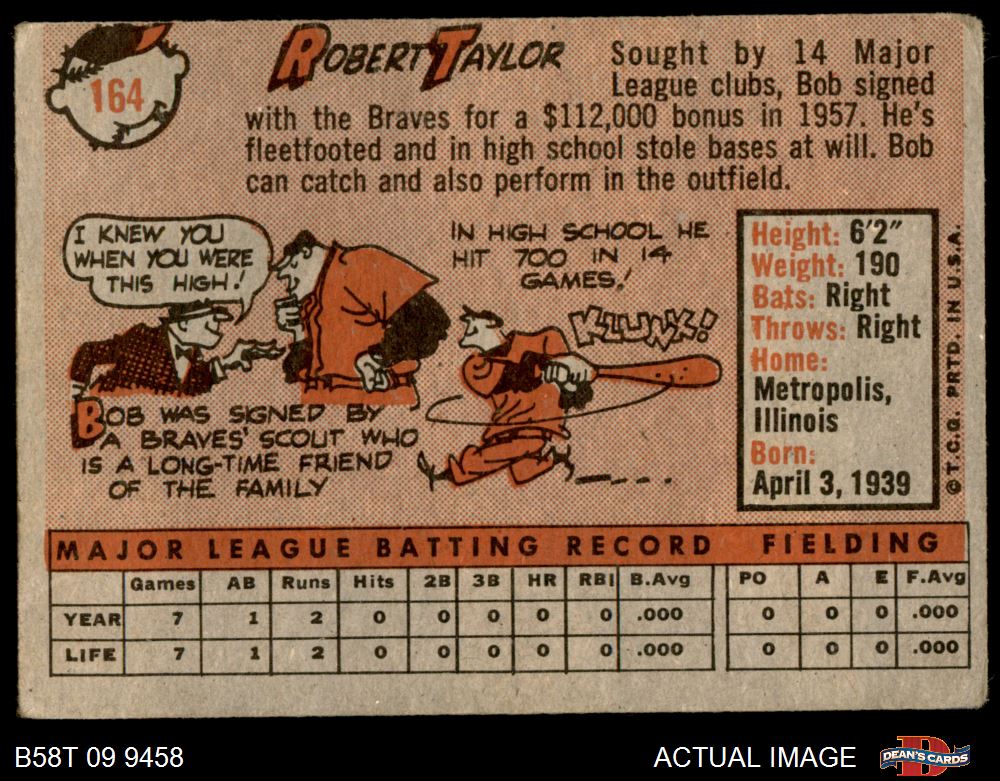 164
ROBERT TAYLOR
Sought by 14 Major
League clubs, Bob signed
with the Braves for a $112,000 bonus in 1957. He's
fleetfooted and in high school stole bases at will. Bob
can catch and also perform in the outfield.
I KNEW YOU
WHEN YOU WERE
THIS HIGH!
BOB WAS SIGNED BY
A BRAVES' SCOUT WHO
IS A LONG-TIME FRIEND
OF THE FAMILY
IN HIGH SCHOOL HE
HIT 700 IN 14
GAMES!
KLUNX!
Height: 6'2"
Weight: 190
Bats: Right
Throws: Right
Home:
Metropolis,
Illinois
Born:
April 3, 1939
© T.C.G. PRTD. IN U.S.A.
MAJOR LEAGUE BATTING RECORD FIELDING
Games AB Runs Hits 2B 3B HR RBI B.Avg PO A E F.Avg
YEAR 7 1 2 0 0 0 0 0 .000 0 0 0 .000
LIFE 7 1 2 0 0 0 0 0 .000 0 0 0 .000
B58T 09 9458 ACTUAL IMAGE DEAN'S CARDS